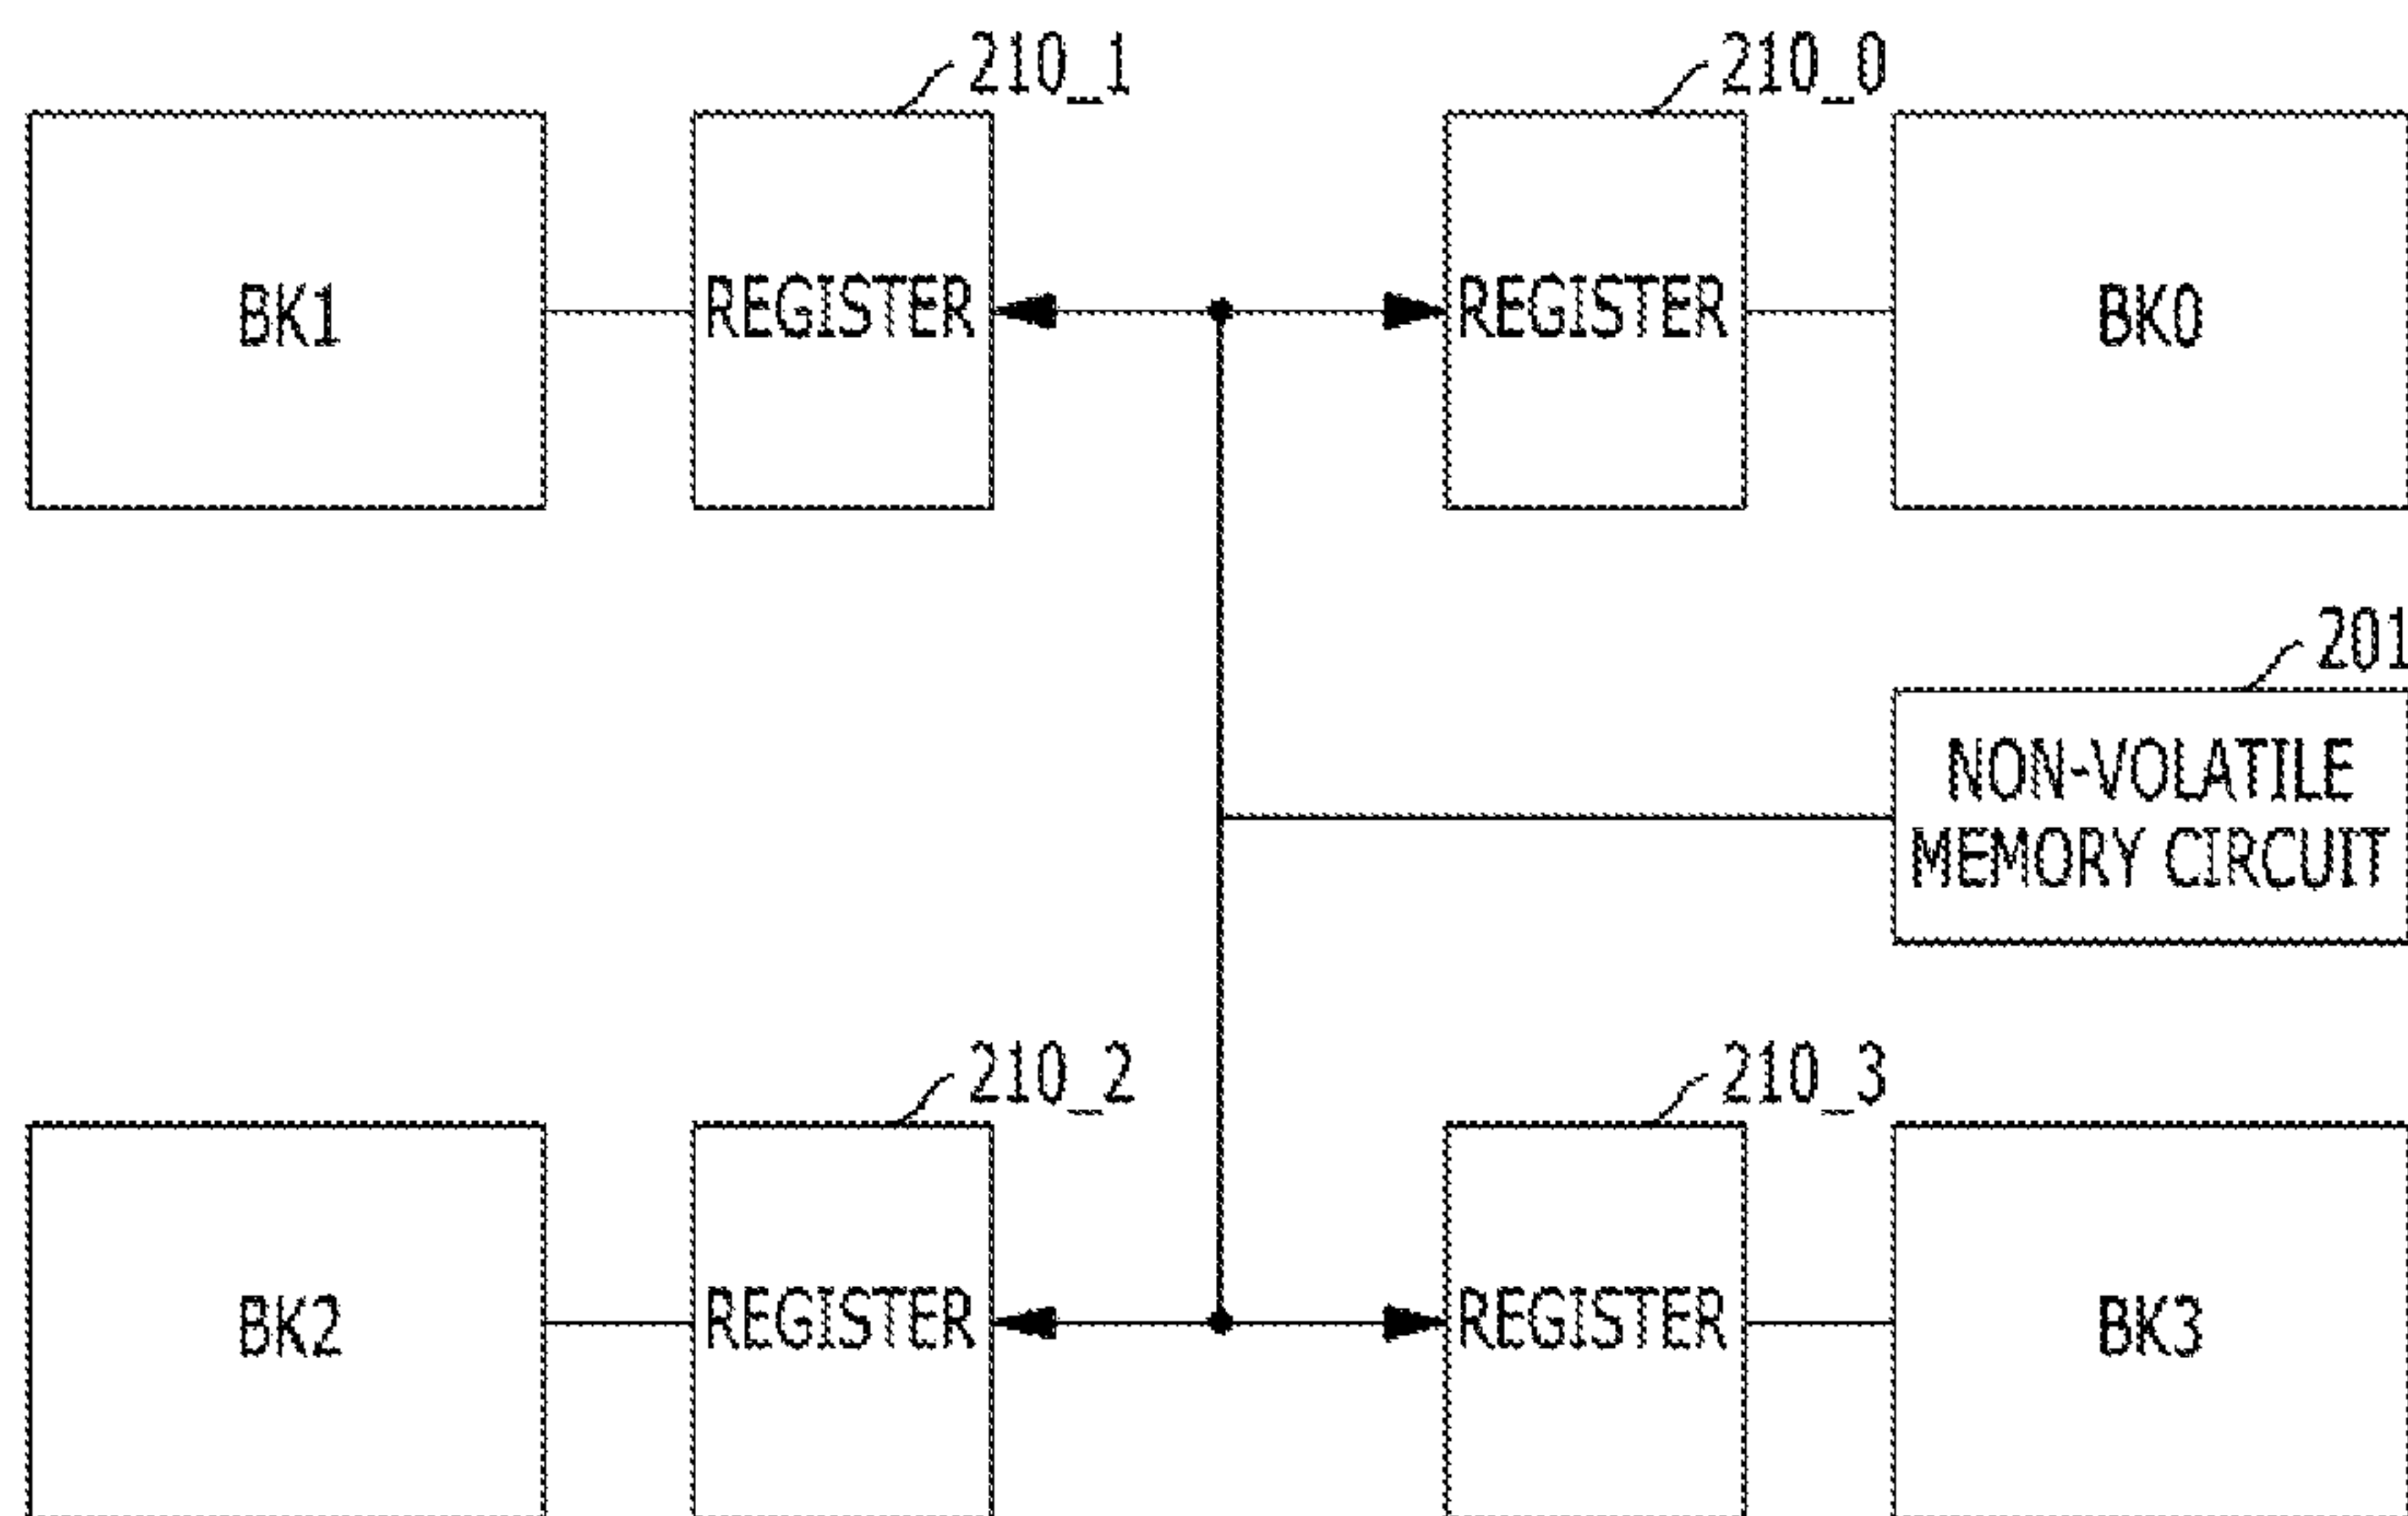 210_1
210_0
BK1
REGISTER
REGISTER
BK0
201
NON-VOLATILE
MEMORY CIRCUIT
210_2
210_3
BK2
REGISTER
REGISTER
BK3